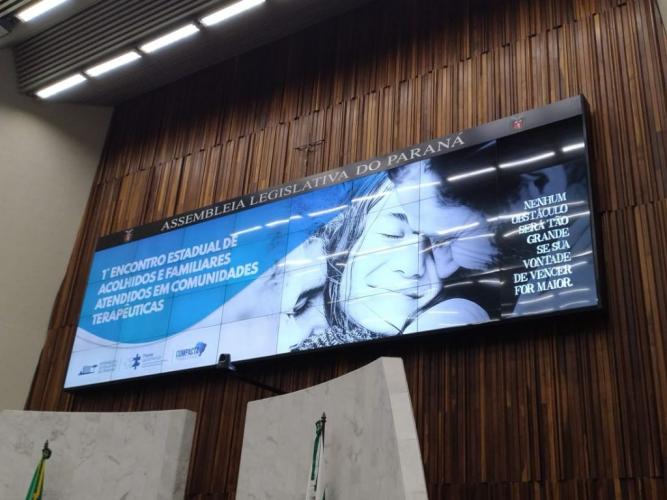 ASSEMBLEIA LEGISLATIVA DO PARANÁ
1º ENCONTRO ESTADUAL DE
ACOLHIDOS E FAMILIARES
ATENDIDOS EM COMUNIDADES
TERAPÊUTICAS
COMPACTA
NENHUM
OBSTÁCULO
SERÁ TÃO
GRANDE
SE SUA
VONTADE
DE VENCER
FOR MAIOR.